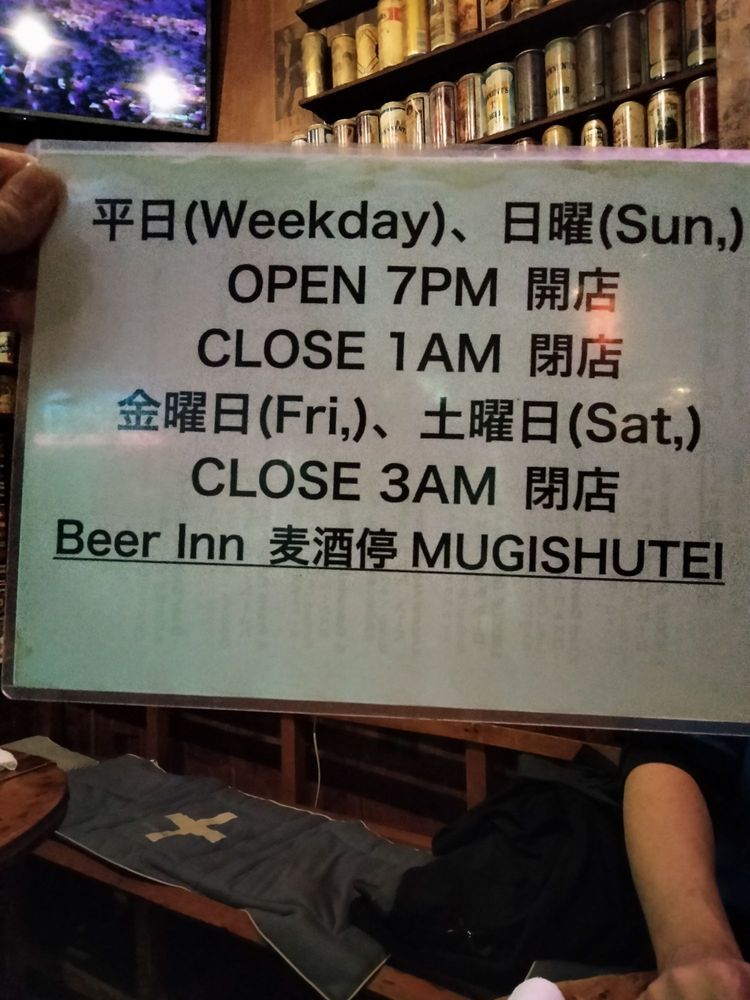 平日(Weekday)、日曜(Sun,)
OPEN 7PM 開店
CLOSE 1AM 閉店
金曜日(Fri,)、土曜日(Sat,)
CLOSE 3AM 閉店
Beer Inn 麦酒停 MUGISHUTEI